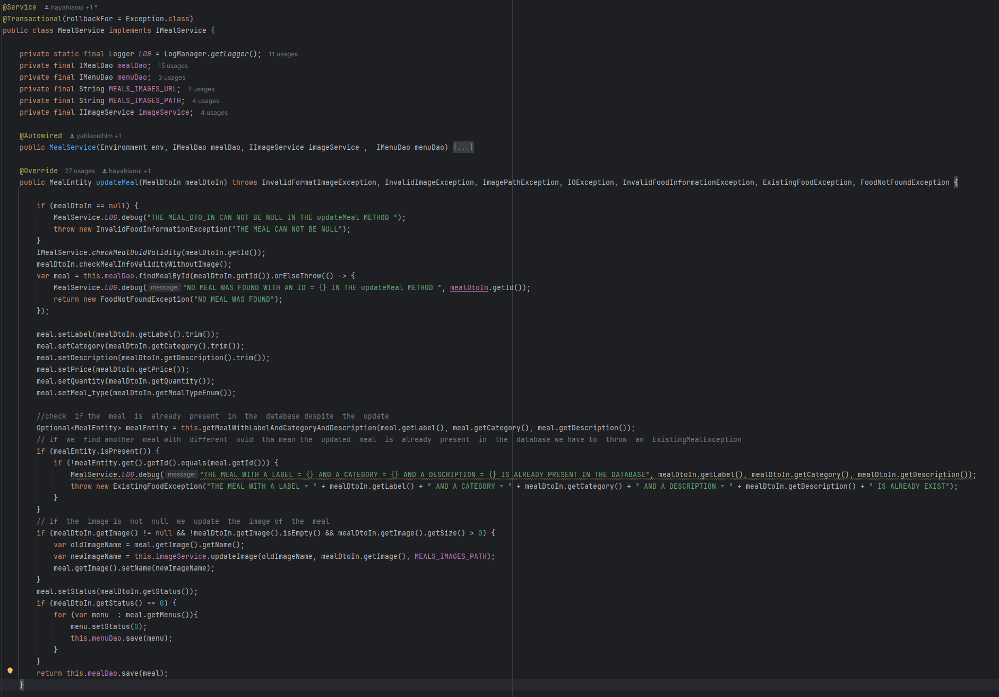 @Service hayahiaoui +1 *
@Transactional(rollbackFor = Exception.class)
public class MealService implements IMealService {
private static final Logger LOG = LogManager.getLogger(); 11 usages
private final IMealDao mealDao; 15 usages
private final IMenuDao menuDao; 3 usages
private final String MEALS_IMAGES_URL; 7 usages
private final String MEALS_IMAGES_PATH; 4 usages
private final IImageService imageService; 4 usages
@Autowired yahiaouihlm +1
public MealService(Environment env, IMealDao mealDao, IImageService imageService ,  IMenuDao menuDao) {...}
@Override 27 usages hayahiaoui +1
public MealEntity updateMeal(MealDtoIn mealDtoIn) throws InvalidFormatImageException, InvalidImageException, ImagePathException, IOException, InvalidFoodInformationException, ExistingFoodException, FoodNotFoundException {
if (mealDtoIn == null) {
MealService.LOG.debug("THE MEAL_DTO_IN CAN NOT BE NULL IN THE updateMeal METHOD ");
throw new InvalidFoodInformationException("THE MEAL CAN NOT BE NULL");
}
IMealService.checkMealUuidValidity(mealDtoIn.getId());
mealDtoIn.checkMealInfoValidityWithoutImage();
var meal = this.mealDao.findMealById(mealDtoIn.getId()).orElseThrow(() -> {
MealService.LOG.debug( message: "NO MEAL WAS FOUND WITH AN ID = {} IN THE updateMeal METHOD ", mealDtoIn.getId());
return new FoodNotFoundException("NO MEAL WAS FOUND");
});
meal.setLabel(mealDtoIn.getLabel().trim());
meal.setCategory(mealDtoIn.getCategory().trim());
meal.setDescription(mealDtoIn.getDescription().trim());
meal.setPrice(mealDtoIn.getPrice());
meal.setQuantity(mealDtoIn.getQuantity());
meal.setMeal_type(mealDtoIn.getMealTypeEnum());
//check  if the  meal  is  already  present  in  the  database despite  the  update
Optional<MealEntity> mealEntity = this.getMealWithLabelAndCategoryAndDescription(meal.getLabel(), meal.getCategory(), meal.getDescription());
// if  we  find another  meal with  different  uuid  tha mean the  updated  meal  is  already  present  in  the  database we have to  throw  an  ExistingMealException
if (mealEntity.isPresent()) {
if (!mealEntity.get().getId().equals(meal.getId())) {
MealService.LOG.debug( message: "THE MEAL WITH A LABEL = {} AND A CATEGORY = {} AND A DESCRIPTION = {} IS ALREADY PRESENT IN THE DATABASE", mealDtoIn.getLabel(), mealDtoIn.getCategory(), mealDtoIn.getDescription());
throw new ExistingFoodException("THE MEAL WITH A LABEL = " + mealDtoIn.getLabel() + " AND A CATEGORY = " + mealDtoIn.getCategory() + " AND A DESCRIPTION = " + mealDtoIn.getDescription() + " IS ALREADY EXIST");
}
}
// if  the  image is  not  null  we  update  the  image of  the  meal
if (mealDtoIn.getImage() != null && !mealDtoIn.getImage().isEmpty() && mealDtoIn.getImage().getSize() > 0) {
var oldImageName = meal.getImage().getName();
var newImageName = this.imageService.updateImage(oldImageName, mealDtoIn.getImage(), MEALS_IMAGES_PATH);
meal.getImage().setName(newImageName);
}
meal.setStatus(mealDtoIn.getStatus());
if (mealDtoIn.getStatus() == 0) {
for (var menu  : meal.getMenus()){
menu.setStatus(0);
this.menuDao.save(menu);
}
}
return this.mealDao.save(meal);
}